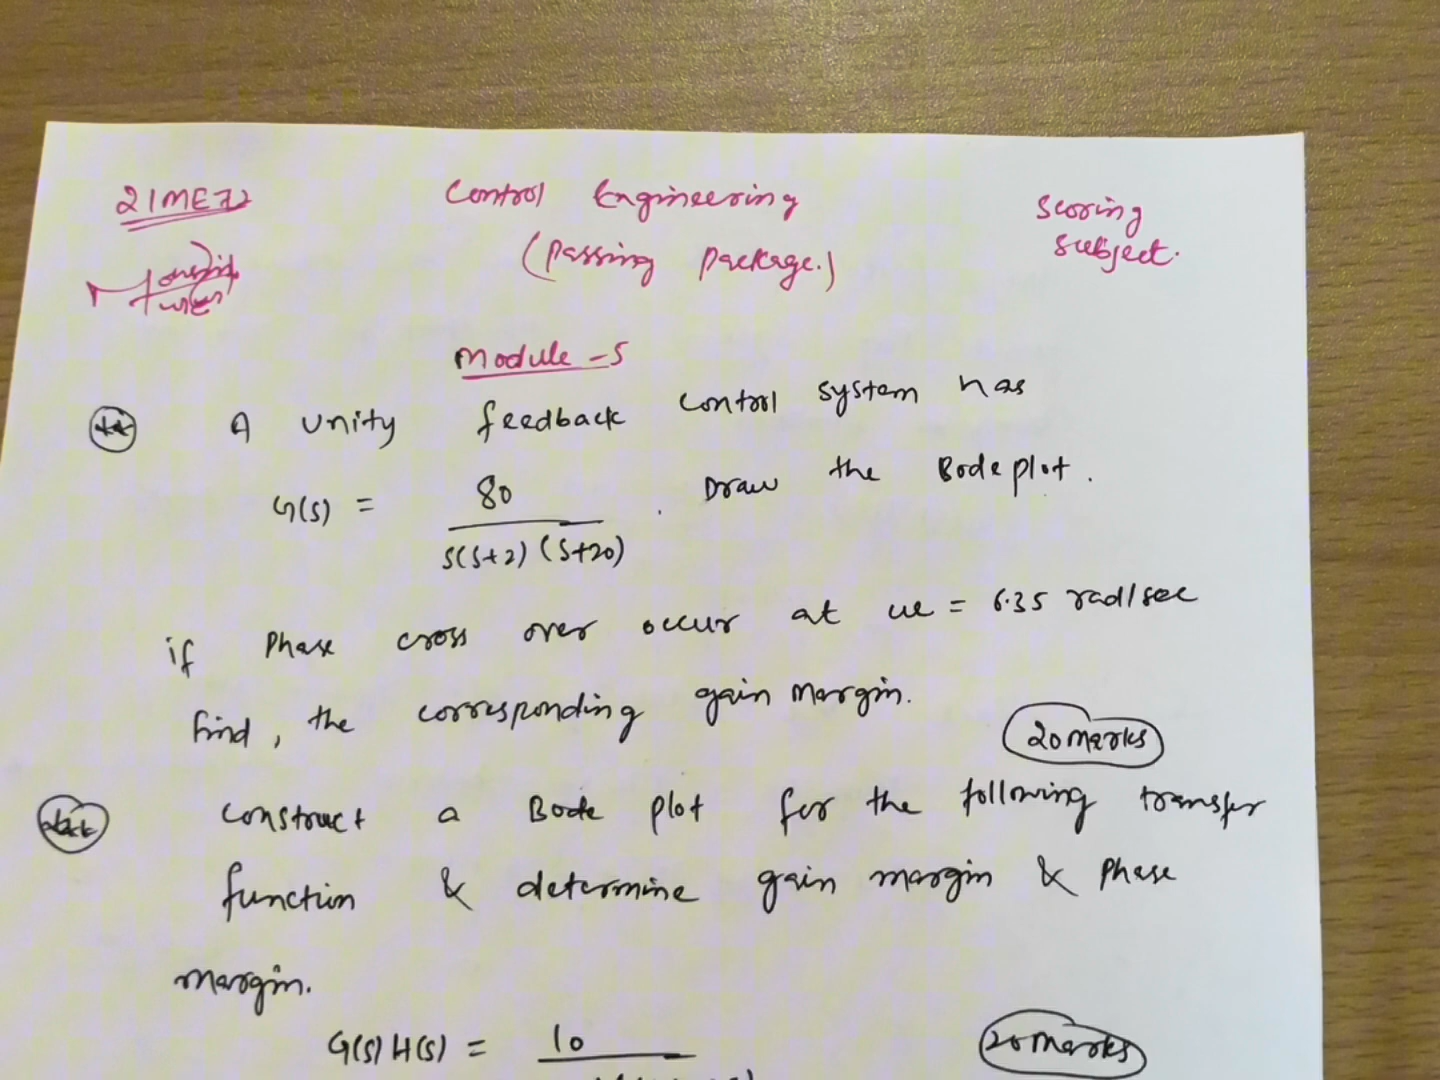 21ME72 Control Engineering Scoring
(Passing Package.) subject.
Module -5
A unity feedback control system has
G(s) = 80 . Draw the Bode plot.
s(s+2) (s+20)
if Phase cross over occur at = 6.35 rad/sec
find, the corresponding gain Margin.
20 Marks
construct a Bode plot for the following transfer
function & determine gain margin & Phase
margin.
G(s) H(s) = 10
20 Marks